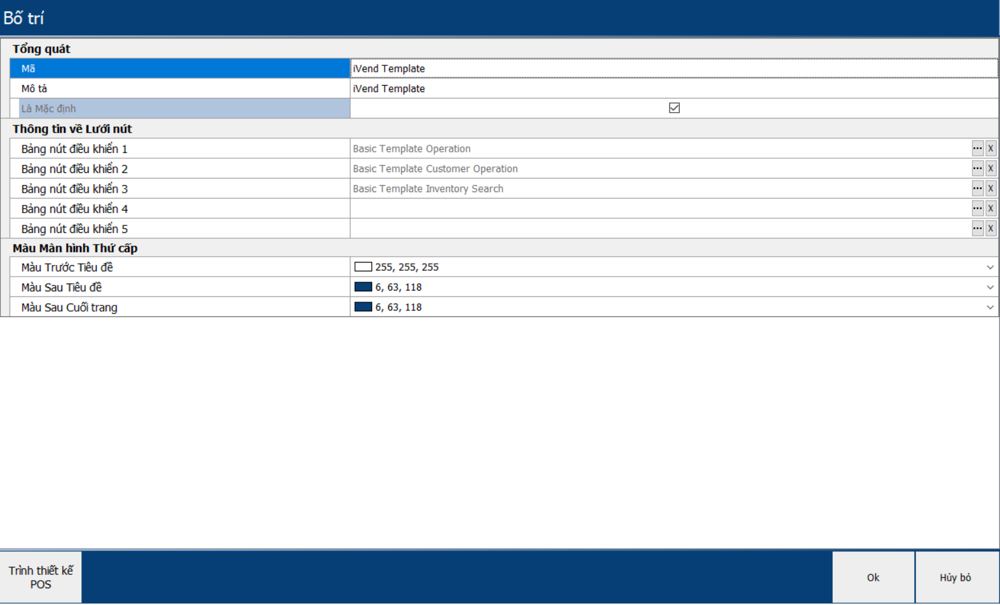 Bố trí
Tổng quát
Mã iVend Template
Mô tả iVend Template
Là Mặc định
Thông tin về Lưới nút
Bảng nút điều khiển 1 Basic Template Operation ... X
Bảng nút điều khiển 2 Basic Template Customer Operation ... X
Bảng nút điều khiển 3 Basic Template Inventory Search ... X
Bảng nút điều khiển 4 ... X
Bảng nút điều khiển 5 ... X
Màu Màn hình Thứ cấp
Màu Trước Tiêu đề 255, 255, 255
Màu Sau Tiêu đề 6, 63, 118
Màu Sau Cuối trang 6, 63, 118
Trình thiết kế
POS
Ok
Hủy bỏ